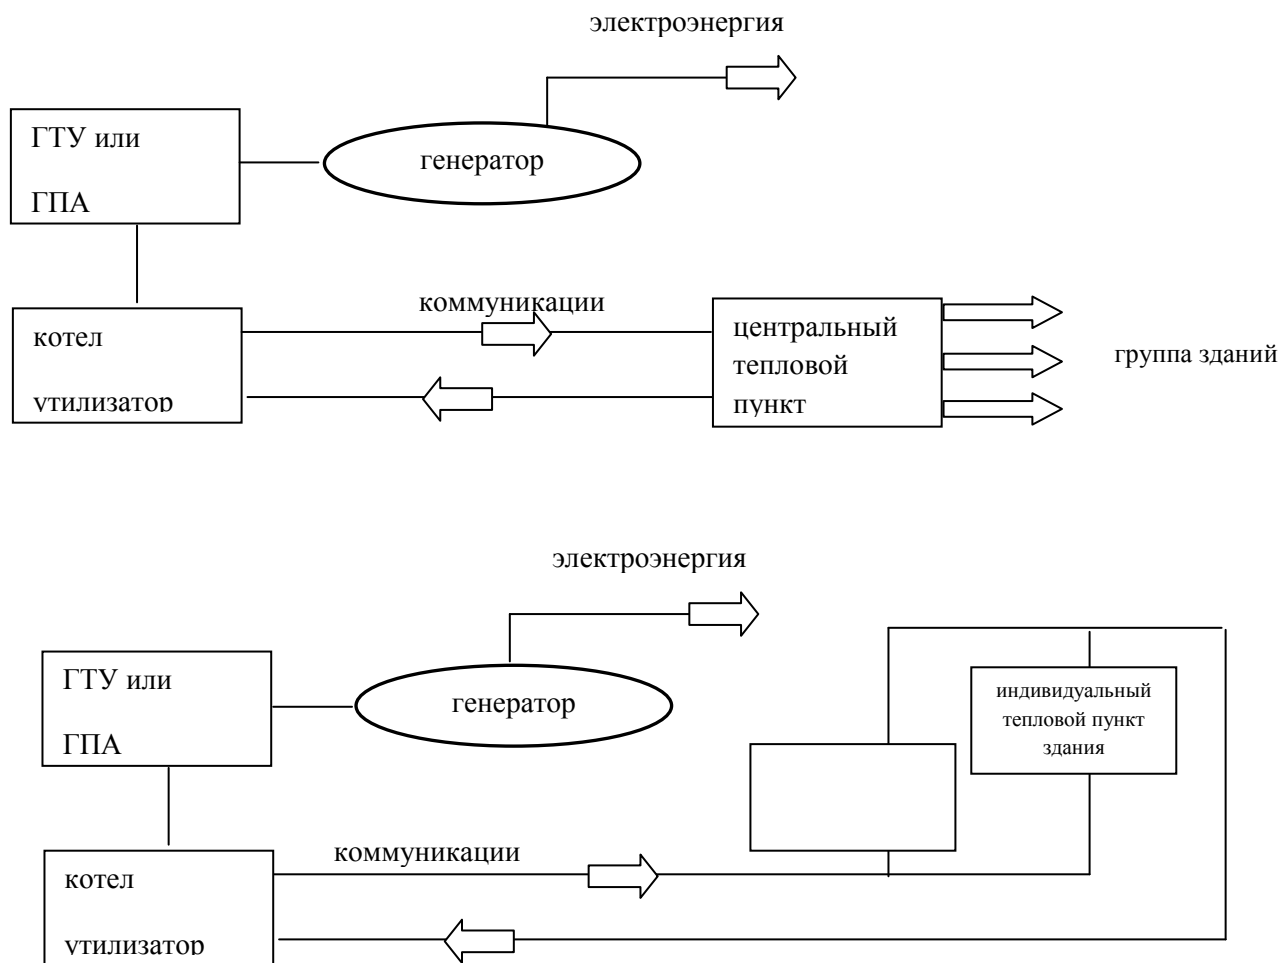 электроэнергия
ГТУ или
ГПА
генератор
коммуникации
котел
утилизатор
центральный
тепловой
пункт
группа зданий
электроэнергия
ГТУ или
ГПА
генератор
индивидуальный
тепловой пункт
здания
коммуникации
котел
утилизатор